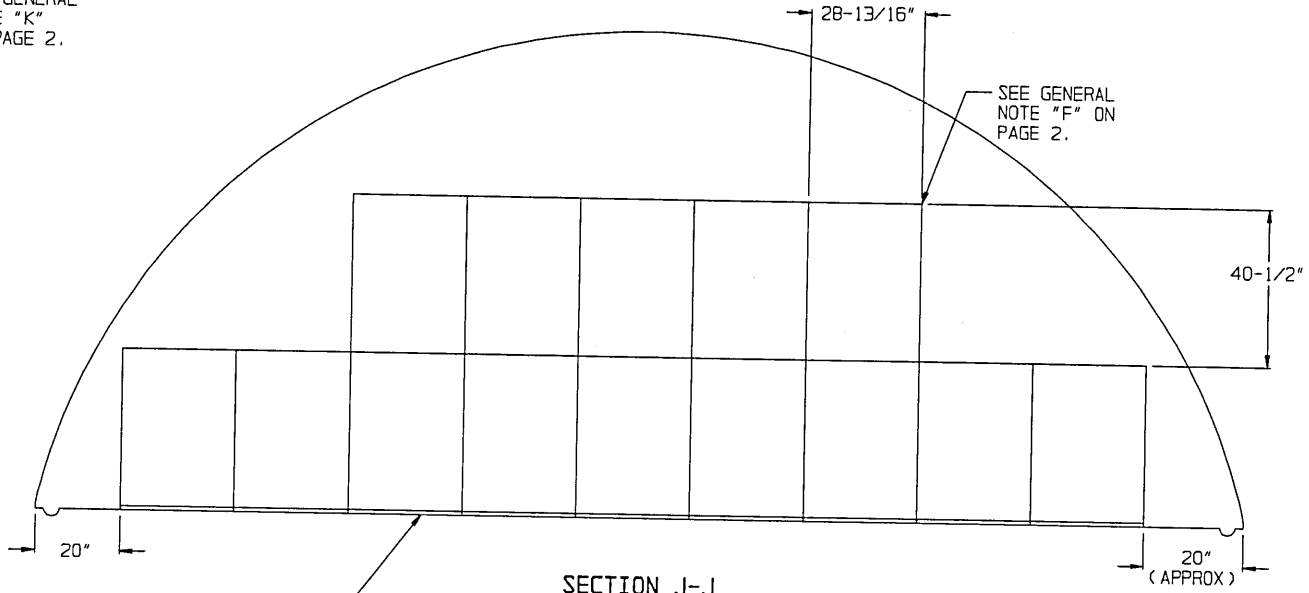 GENERAL
"K"
PAGE 2.
28-13/16"
SEE GENERAL
NOTE "F" ON
PAGE 2.
40-1/2"
20"
SECTION J-J
20"
(APPROX)